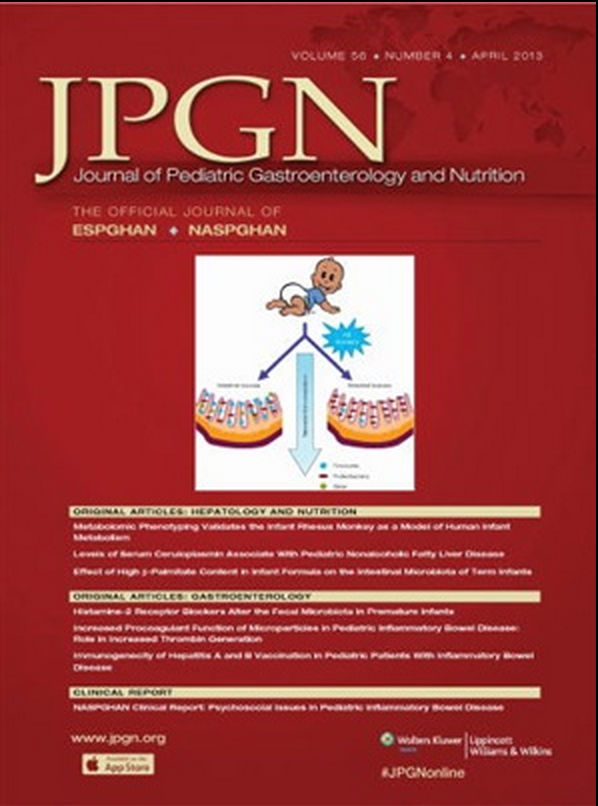 VOLUME 56 • NUMBER 4 • APRIL 2013
JPGN
Journal of Pediatric Gastroenterology and Nutrition
THE OFFICIAL JOURNAL OF
ESPGHAN ◆ NASPGHAN
Proteobacteria
Other
ORIGINAL ARTICLES: HEPATOLOGY AND NUTRITION
Metabolomic Phenotyping Validates the Infant Rhesus Monkey as a Model of Human Infant
Metabolism
Levels of Serum Ceruloplasmin Associate With Pediatric Nonalcoholic Fatty Liver Disease
Effect of High β-Palmitate Content in Infant Formula on the Intestinal Microbiota of Term Infants
ORIGINAL ARTICLES: GASTROENTEROLOGY
Histamine-2 Receptor Blockers Alter the Fecal Microbiota in Premature Infants
Increased Procoagulant Function of Microparticles in Pediatric Inflammatory Bowel Disease:
Role in Increased Thrombin Generation
Immunogenecity of Hepatitis A and B Vaccination in Pediatric Patients With Inflammatory Bowel
Disease
CLINICAL REPORT
NASPGHAN Clinical Report: Psychosocial Issues in Pediatric Inflammatory Bowel Disease
www.jpgn.org
Available on the
App Store
Wolters Kluwer
Health
Lippincott
Williams & Wilkins
#JPGNonline